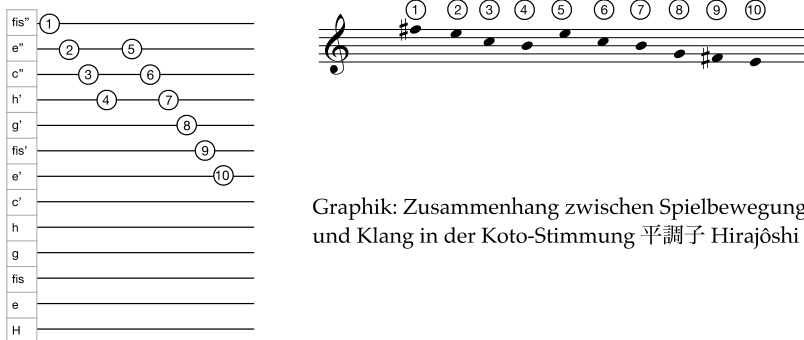 fis” ①
e” ② ⑤
c” ③ ⑥
h’ ④ ⑦
g’ ⑧
fis’ ⑨
e’ ⑩
c’
h
g
fis
e
H
① ② ③ ④ ⑤ ⑥ ⑦ ⑧ ⑨ ⑩
Graphik: Zusammenhang zwischen Spielbewegung
und Klang in der Koto-Stimmung 平調子 Hirajôshi